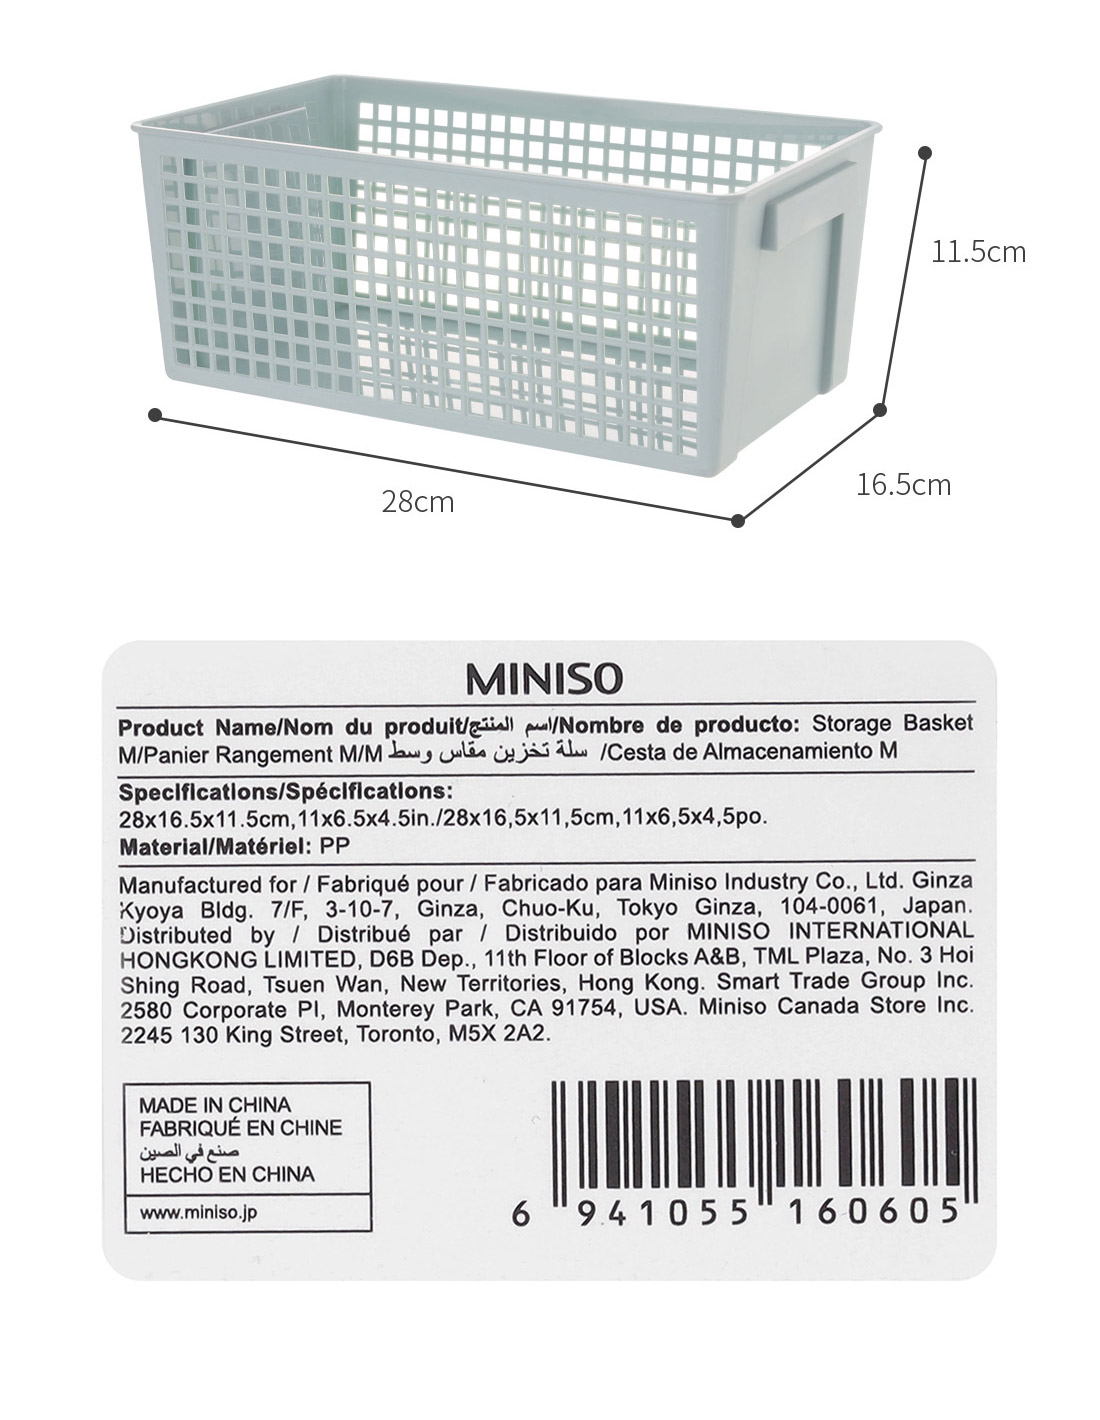 11.5cm
16.5cm
28cm
MINISO
Product Name/Nom du produit/اسم المنتج/Nombre de producto: Storage Basket
M/Panier Rangement M/M سلة تخزين مقاس وسط /Cesta de Almacenamiento M
Specifications/Spécifications:
28x16.5x11.5cm,11x6.5x4.5in./28x16,5x11,5cm,11x6,5x4,5po.
Material/Matériel: PP
Manufactured for / Fabriqué pour / Fabricado para Miniso Industry Co., Ltd. Ginza
Kyoya Bldg. 7/F, 3-10-7, Ginza, Chuo-Ku, Tokyo Ginza, 104-0061, Japan.
Distributed by / Distribué par / Distribuido por MINISO INTERNATIONAL
HONGKONG LIMITED, D6B Dep., 11th Floor of Blocks A&B, TML Plaza, No. 3 Hoi
Shing Road, Tsuen Wan, New Territories, Hong Kong. Smart Trade Group Inc.
2580 Corporate Pl, Monterey Park, CA 91754, USA. Miniso Canada Store Inc.
2245 130 King Street, Toronto, M5X 2A2.
MADE IN CHINA
FABRIQUÉ EN CHINE
صنع في الصين
HECHO EN CHINA
www.miniso.jp
6 941055 160605